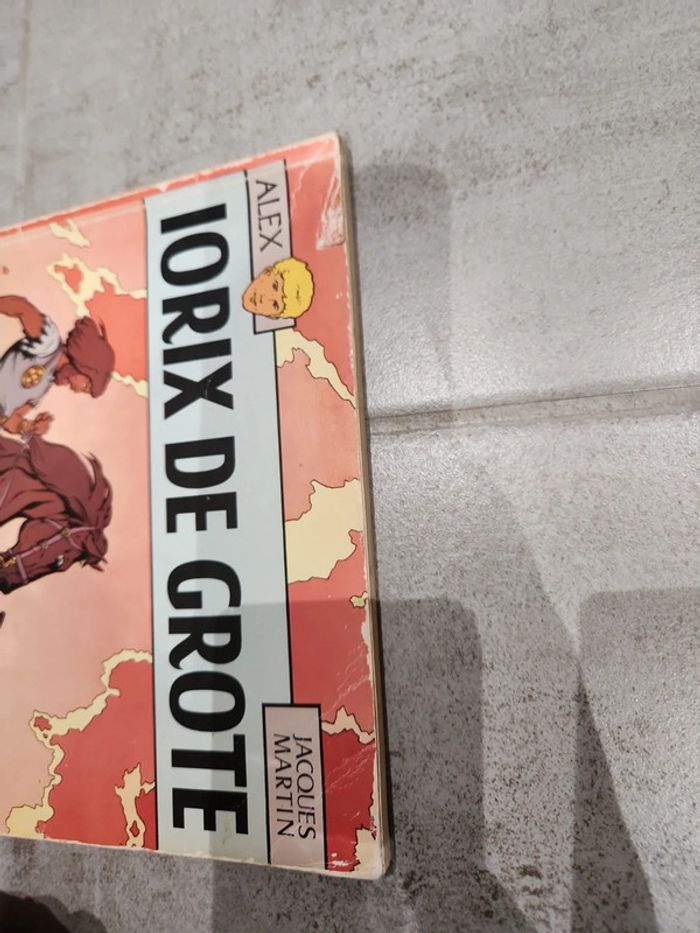 ALEX
IORIX DE GROTE
JACQUES
MARTIN